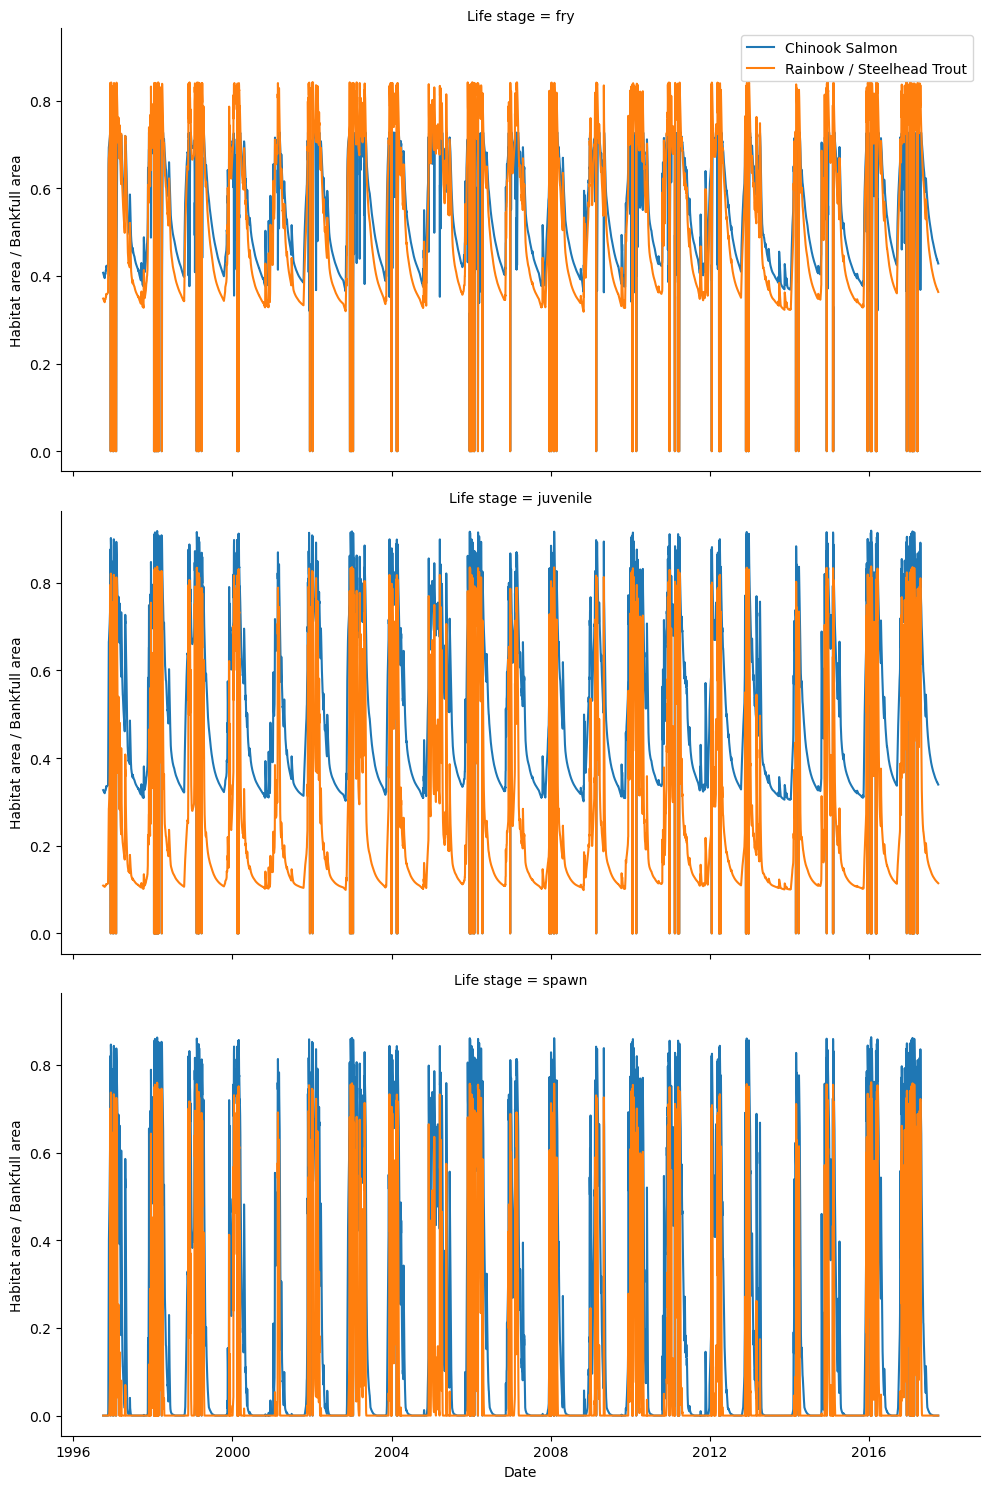 Life stage = fry
Chinook Salmon
Rainbow / Steelhead Trout
0.8
0.6
0.4
0.2
0.0
Habitat area / Bankfull area
Life stage = juvenile
0.8
0.6
0.4
0.2
0.0
Habitat area / Bankfull area
Life stage = spawn
0.8
0.6
0.4
0.2
0.0
Habitat area / Bankfull area
1996 2000 2004 2008 2012 2016
Date